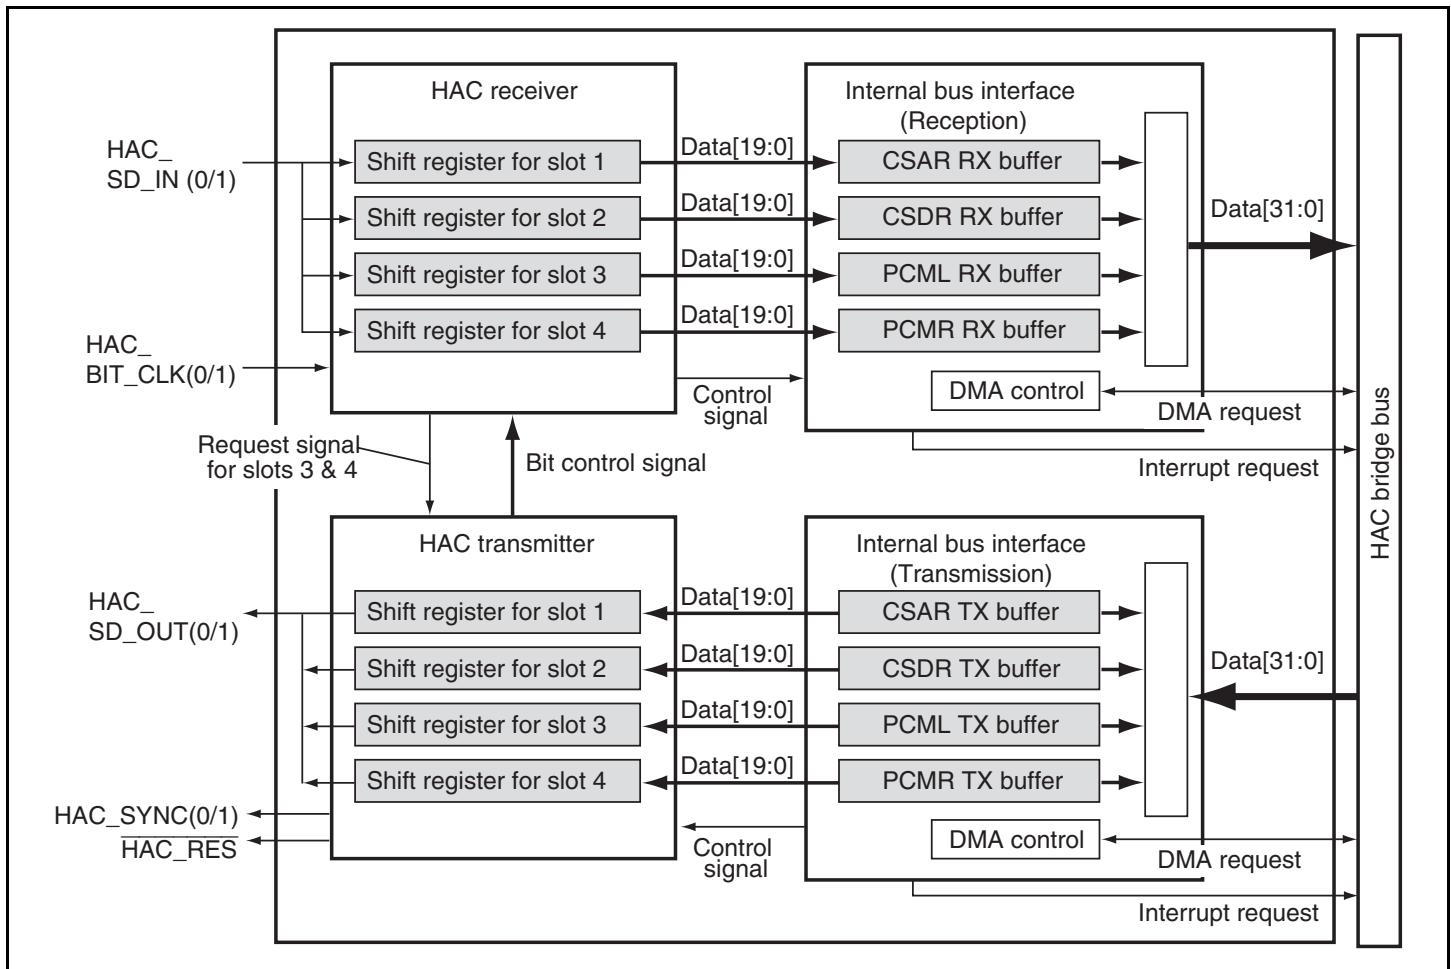 HAC receiver
Internal bus interface
(Reception)
HAC_
SD_IN (0/1)
Shift register for slot 1
Data[19:0]
CSAR RX buffer
Shift register for slot 2
Data[19:0]
CSDR RX buffer
Data[31:0]
Shift register for slot 3
Data[19:0]
PCML RX buffer
Shift register for slot 4
Data[19:0]
PCMR RX buffer
HAC_
BIT_CLK(0/1)
Control
signal
DMA control
DMA request
Request signal
for slots 3 & 4
Bit control signal
Interrupt request
HAC bridge bus
HAC transmitter
Internal bus interface
(Transmission)
HAC_
SD_OUT(0/1)
Shift register for slot 1
Data[19:0]
CSAR TX buffer
Shift register for slot 2
Data[19:0]
CSDR TX buffer
Data[31:0]
Shift register for slot 3
Data[19:0]
PCML TX buffer
Shift register for slot 4
Data[19:0]
PCMR TX buffer
HAC_SYNC(0/1)
HAC_RES
Control
signal
DMA control
DMA request
Interrupt request